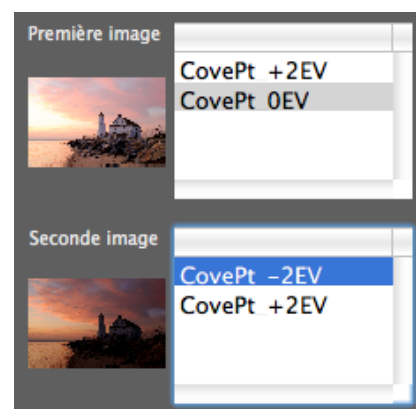 Première image
CovePt +2EV
CovePt 0EV
Seconde image
CovePt -2EV
CovePt +2EV